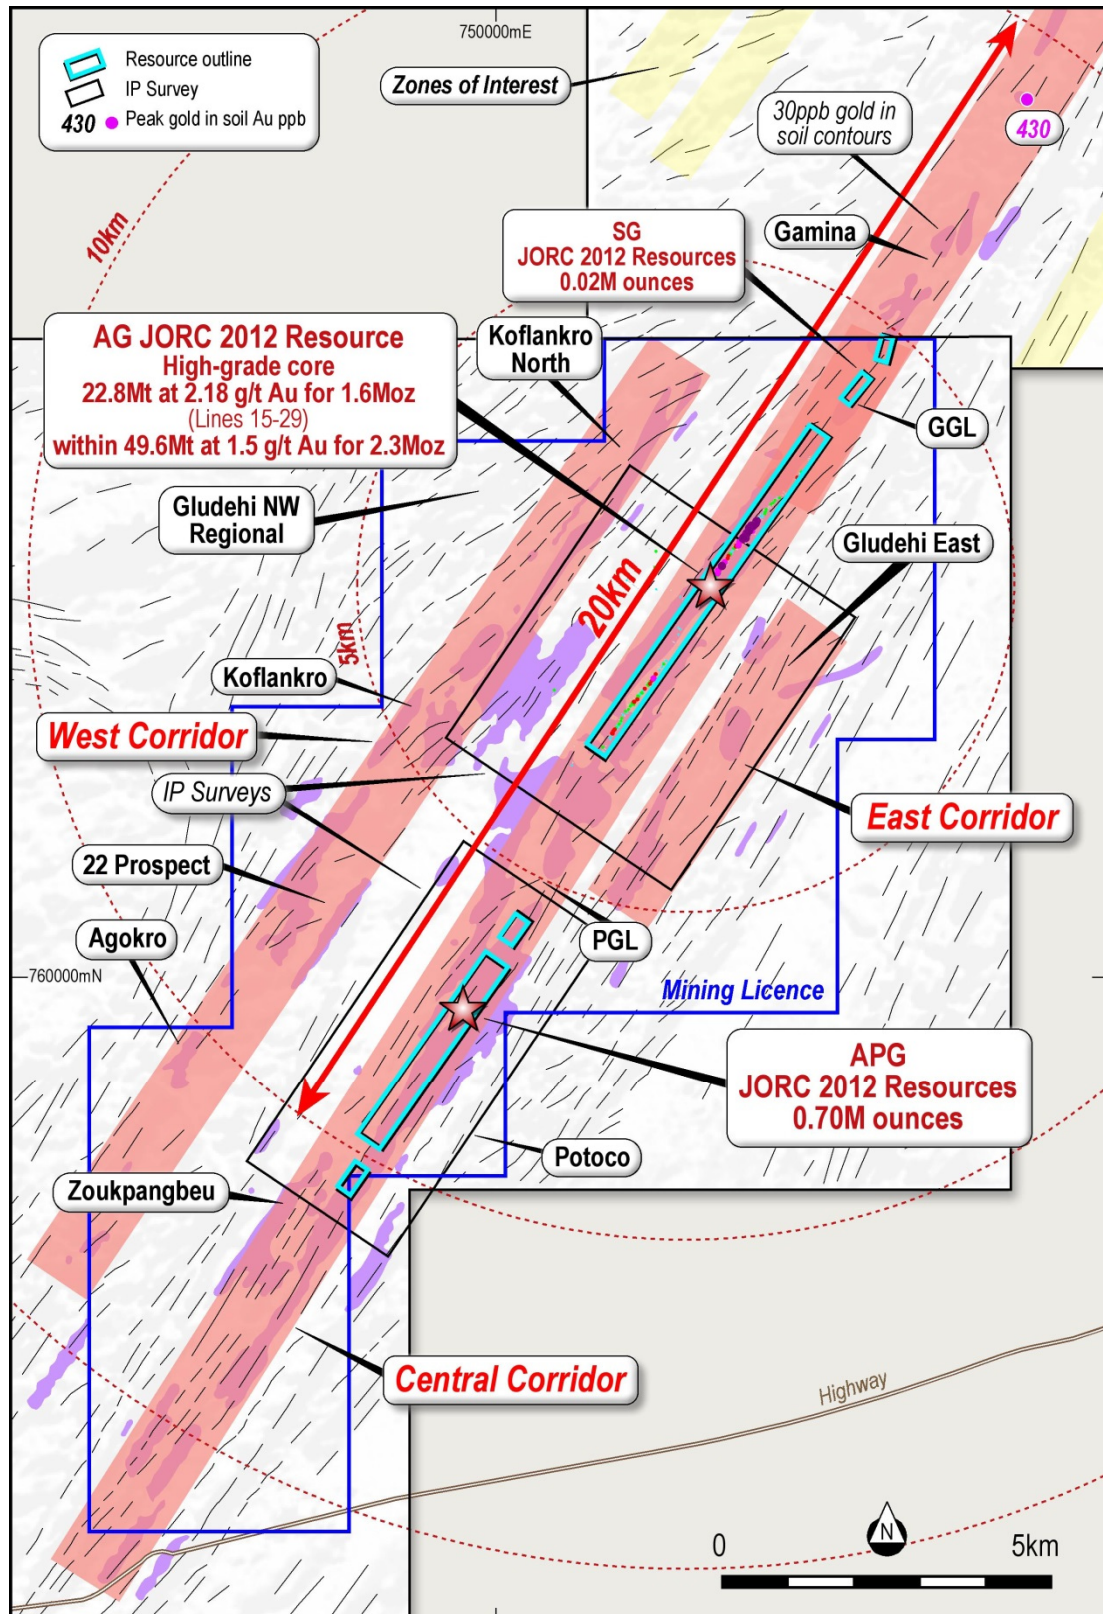 750000mE
Resource outline
IP Survey
430 Peak gold in soil Au ppb
Zones of Interest
30ppb gold in
soil contours
430
10km
SG
JORC 2012 Resources
0.02M ounces
Gamina
AG JORC 2012 Resource
High-grade core
22.8Mt at 2.18 g/t Au for 1.6Moz
(Lines 15-29)
within 49.6Mt at 1.5 g/t Au for 2.3Moz
Koflankro
North
GGL
Gludehi NW
Regional
Gludehi East
20km
5km
Koflankro
West Corridor
IP Surveys
East Corridor
22 Prospect
Agokro
PGL
760000mN
Mining Licence
APG
JORC 2012 Resources
0.70M ounces
Potoco
Zoukpangbeu
Central Corridor
Highway
N
0 5km